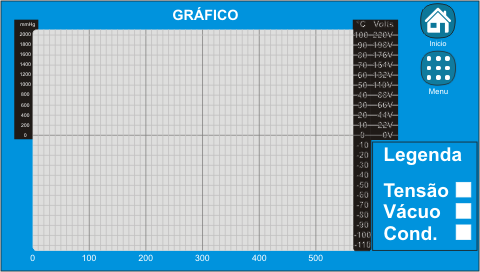 GRÁFICO
mmHg
2000
1800
1600
1400
1200
1000
800
600
400
200
0
°C Volts
100 220V
90 198V
80 176V
70 154V
60 132V
50 110V
40 88V
30 66V
20 44V
10 22V
0 0V
-10
-20
-30
-40
-50
-60
-70
-80
-90
-100
-110
0 100 200 300 400 500
Inicio
Menu
Legenda
Tensão
Vácuo
Cond.